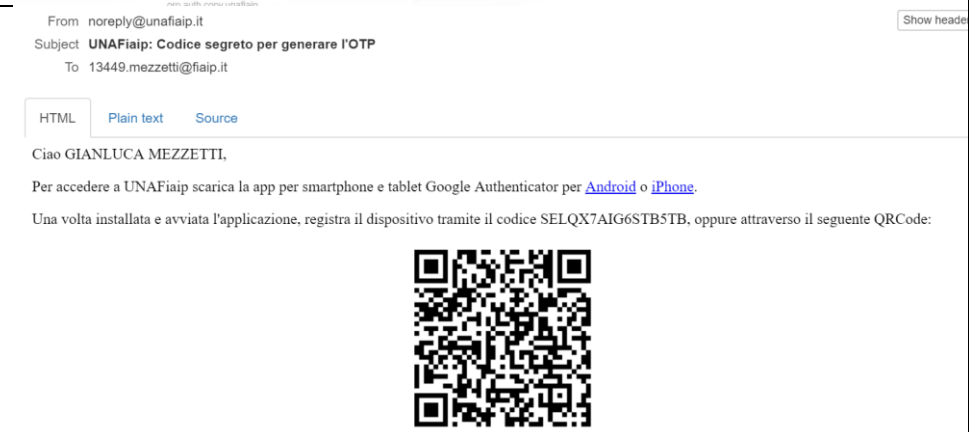 From noreply@unafiaip.it
Show header
Subject UNAFiaip: Codice segreto per generare l'OTP
To 13449.mezzetti@fiaip.it
HTML Plain text Source
Ciao GIANLUCA MEZZETTI,
Per accedere a UNAFiaip scarica la app per smartphone e tablet Google Authenticator per Android o iPhone.
Una volta installata e avviata l'applicazione, registra il dispositivo tramite il codice SELQX7AIG6STB5TB, oppure attraverso il seguente QRCode: